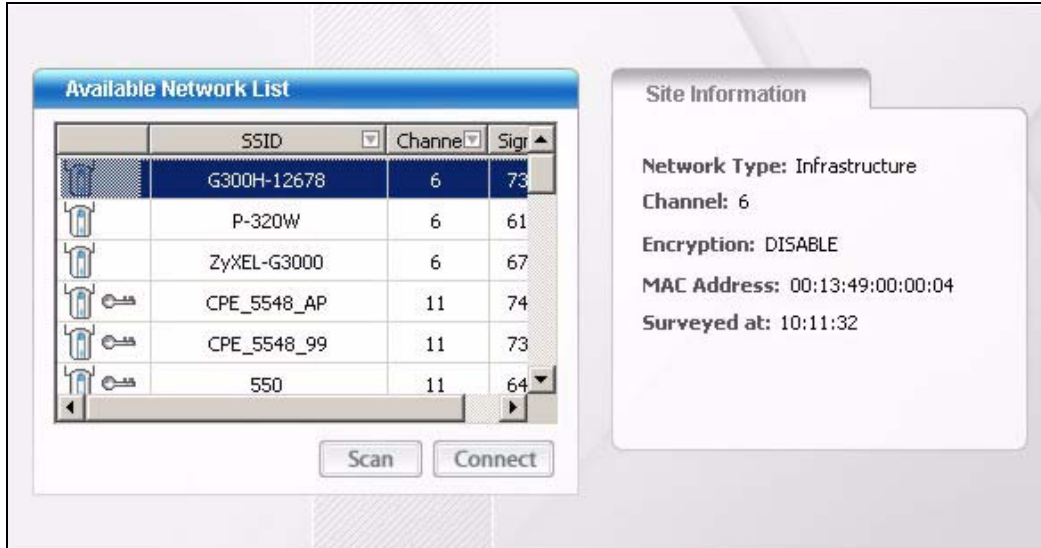 Available Network List
SSID Channe Sigr
G300H-12678 6 73
P-320W 6 61
ZyXEL-G3000 6 67
CPE_5548_AP 11 74
CPE_5548_99 11 73
550 11 64
Scan Connect
Site Information
Network Type: Infrastructure
Channel: 6
Encryption: DISABLE
MAC Address: 00:13:49:00:00:04
Surveyed at: 10:11:32